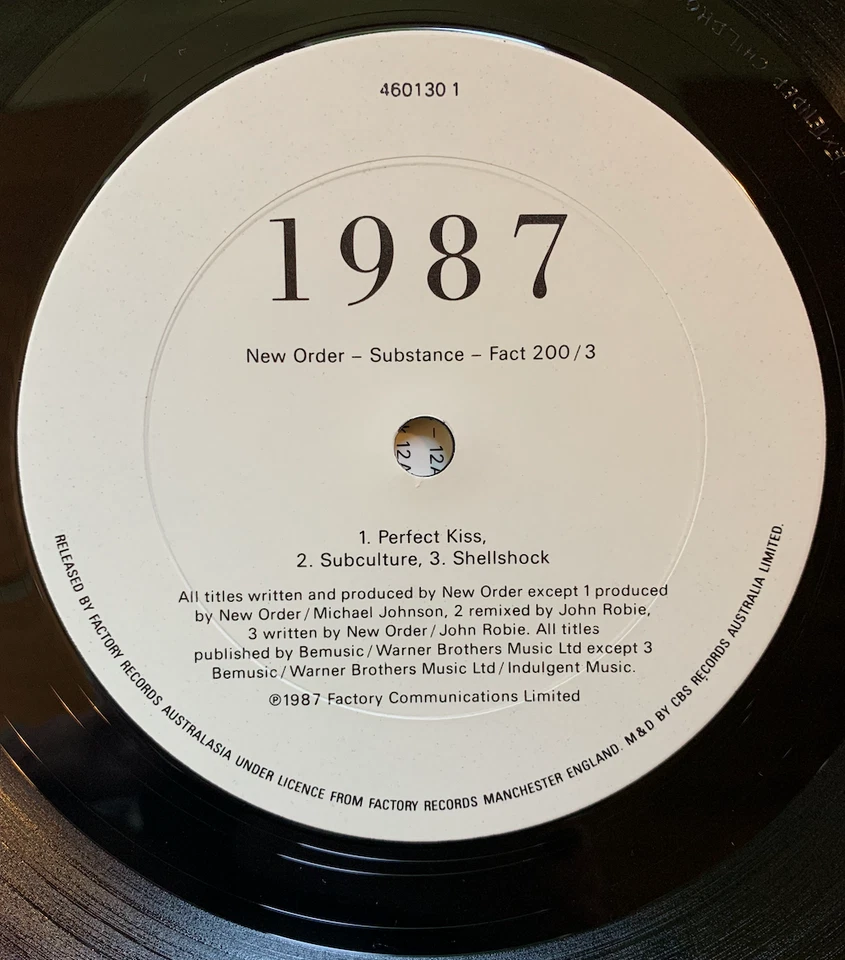 460130 1
1987
New Order – Substance – Fact 200/3
1. Perfect Kiss,
2. Subculture, 3. Shellshock
All titles written and produced by New Order except 1 produced
by New Order/Michael Johnson, 2 remixed by John Robie,
3 written by New Order/John Robie. All titles
published by Bemusic/Warner Brothers Music Ltd except 3
Bemusic/Warner Brothers Music Ltd/Indulgent Music.
℗1987 Factory Communications Limited
RELEASED BY FACTORY RECORDS AUSTRALASIA UNDER LICENCE FROM FACTORY RECORDS MANCHESTER ENGLAND. M&D BY CBS RECORDS AUSTRALIA LIMITED.